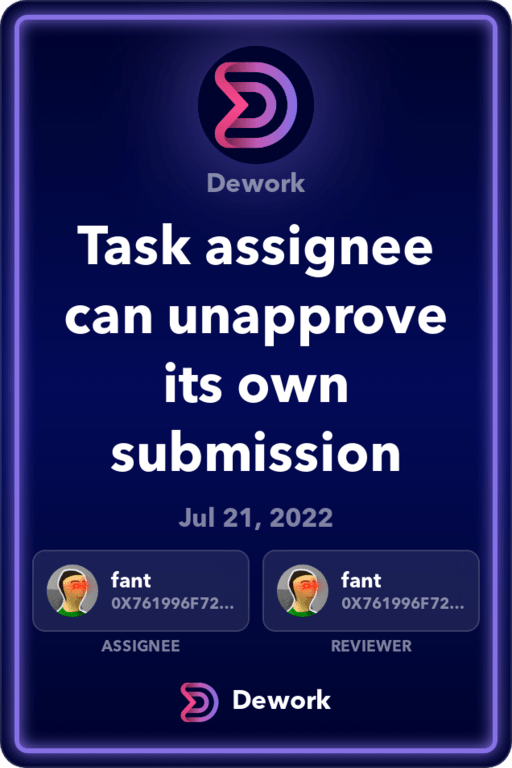 Dework
Task assignee
can unapprove
its own
submission
Jul 21, 2022
fant
0X761996F72...
ASSIGNEE
fant
0X761996F72...
REVIEWER
Dework